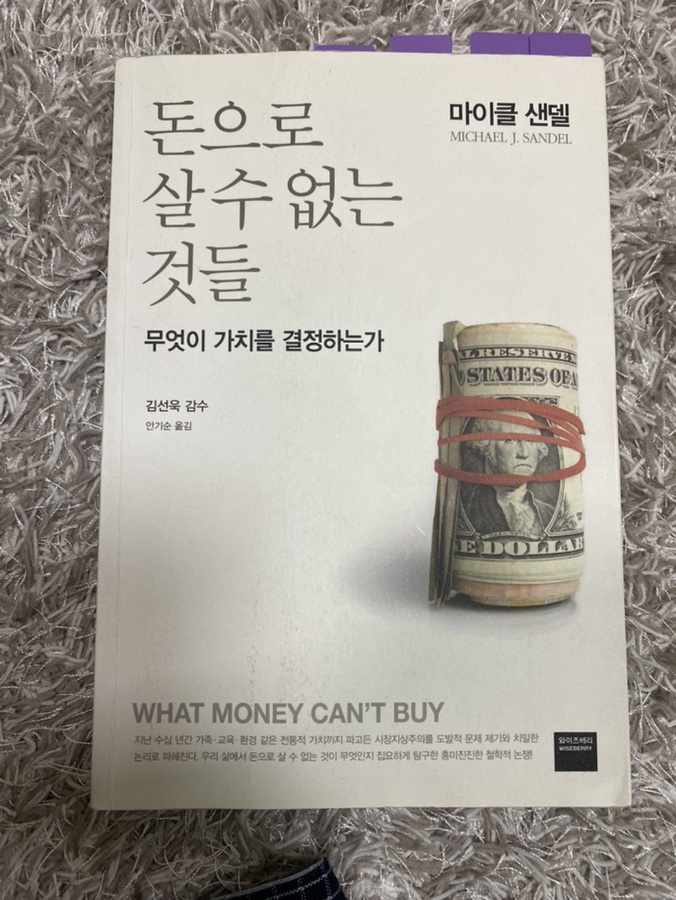 돈으로
살 수 없는
것들
마이클 샌델
MICHAEL J. SANDEL
무엇이 가치를 결정하는가
김선욱 감수
안기순 옮김
AL RESERVE
STATES OF A
E DOLLAR
WHAT MONEY CAN'T BUY
지난 수십 년간 가족·교육·환경 같은 전통적 가치까지 파고든 시장지상주의를 도발적 문제 제기와 치밀한
논리로 파헤친다. 우리 삶에서 돈으로 살 수 없는 것이 무엇인지 집요하게 탐구한 흥미진진한 철학적 논쟁!
와이즈베리
WISEBERRY